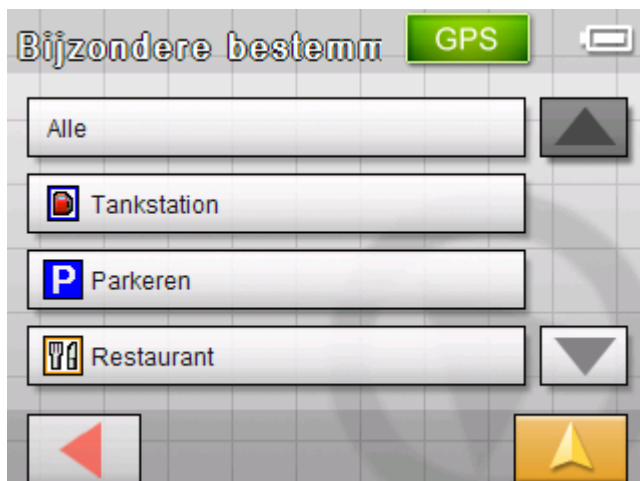 Bijzondere bestemm GPS
Alle
Tankstation
P Parkeren
Restaurant